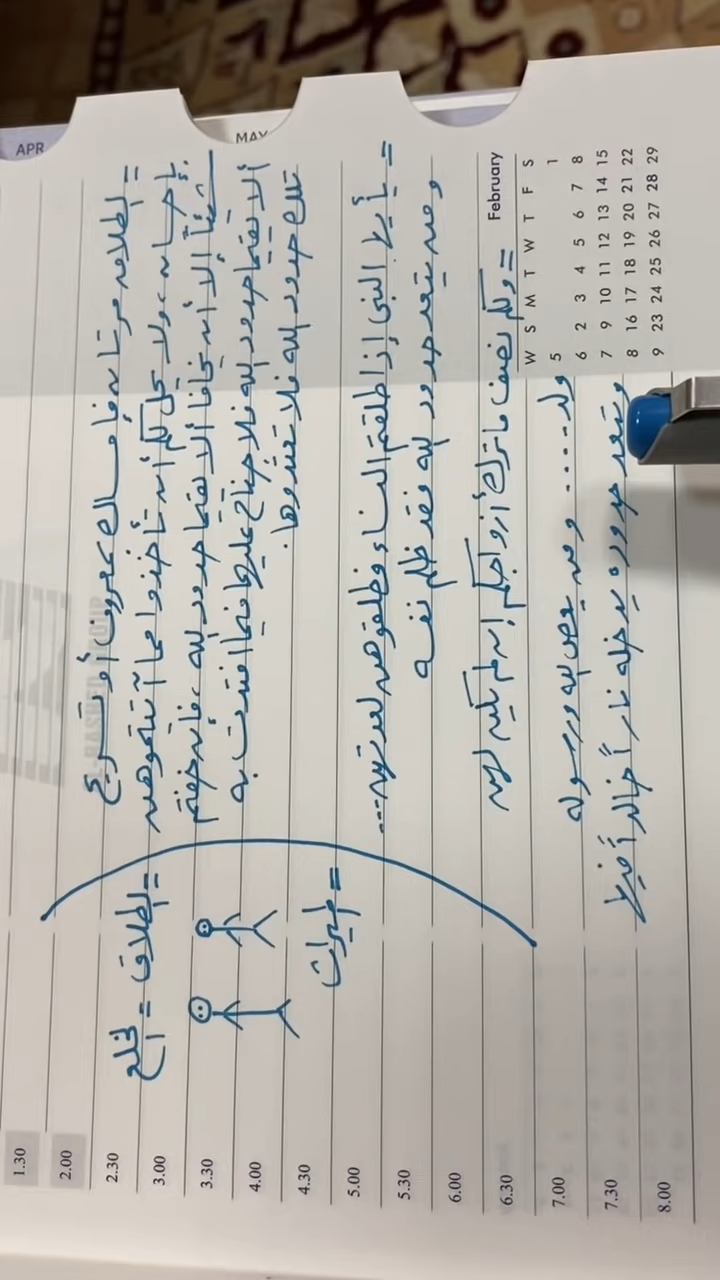 APR
MAY
= الطلاق مرتان فإمساك بمعروف أو تسريح
بإحسان، ولا يحل لكم أن تأخذوا مما آتيتموهن
شيئاً إلا أن يخافا ألا يقيما حدود الله، فإن خفتم
ألا يقيما حدود الله فلا جناح عليهما فيما افتدت به
تلك حدود الله فلا تعتدوها.
= يأيها النبي إذا طلقتم النساء فطلقوهن لعدتهن...
ومن يتعد حدود الله فقد ظلم نفسه
= ولكم نصف ما ترك أزواجكم إن لم يكن لهن
ولد .... ومن يعص الله ورسوله
ويتعد حدوده يدخله ناراً خالداً فيها
= الطلاق = الخلع
= ميراث
February
W S M T W T F S
5 1
6 2 3 4 5 6 7 8
7 9 10 11 12 13 14 15
8 16 17 18 19 20 21 22
9 23 24 25 26 27 28 29
1.30
2.00
2.30
3.00
3.30
4.00
4.30
5.00
5.30
6.00
6.30
7.00
7.30
8.00